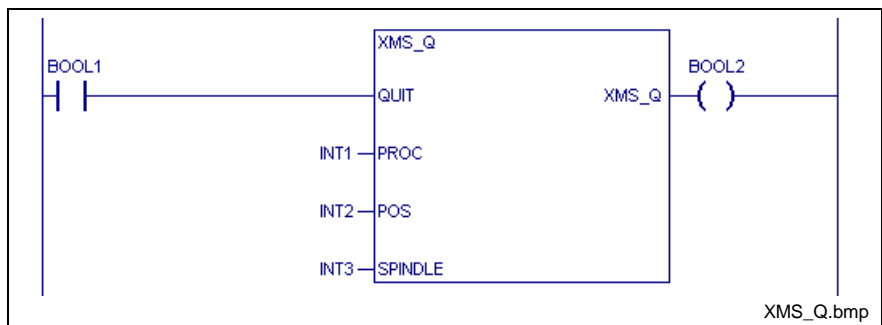 XMS_Q
BOOL1
BOOL2
QUIT
XMS_Q
INT1
PROC
INT2
POS
INT3
SPINDLE
XMS_Q.bmp